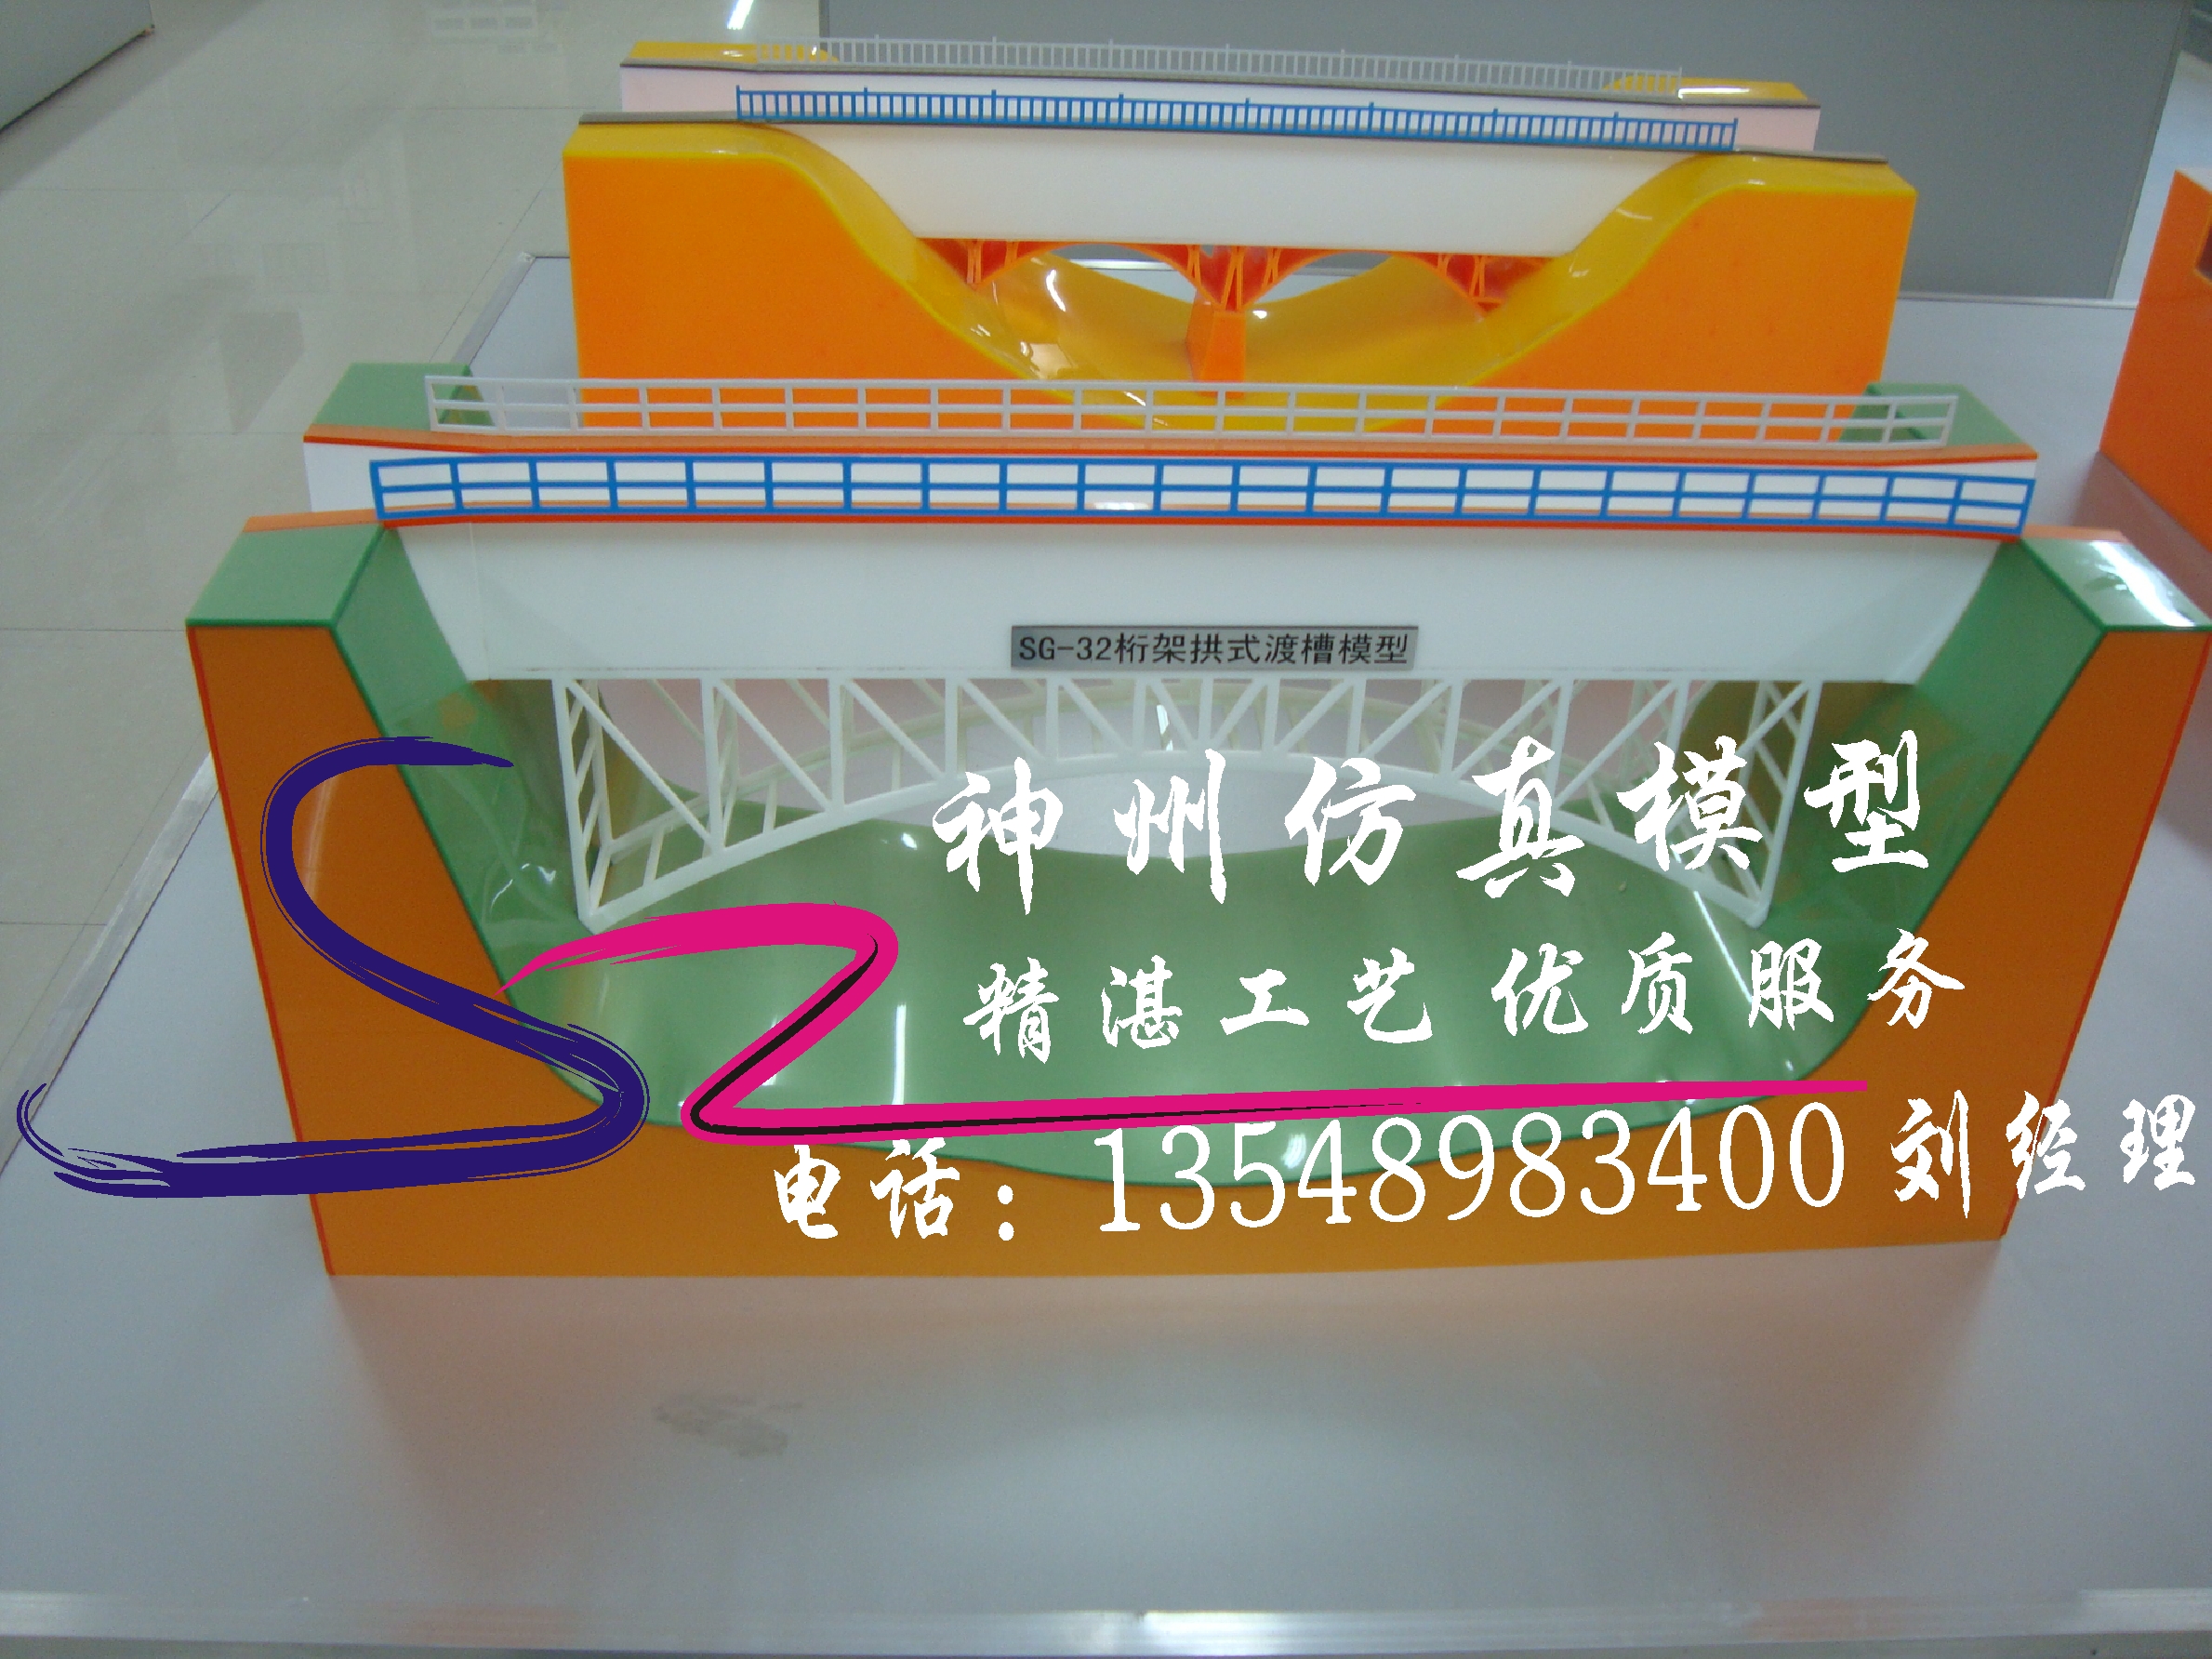 SG-32桁架拱式渡槽模型
神州仿真模型
精湛工艺 优质服务
电话：13548983400 刘经理